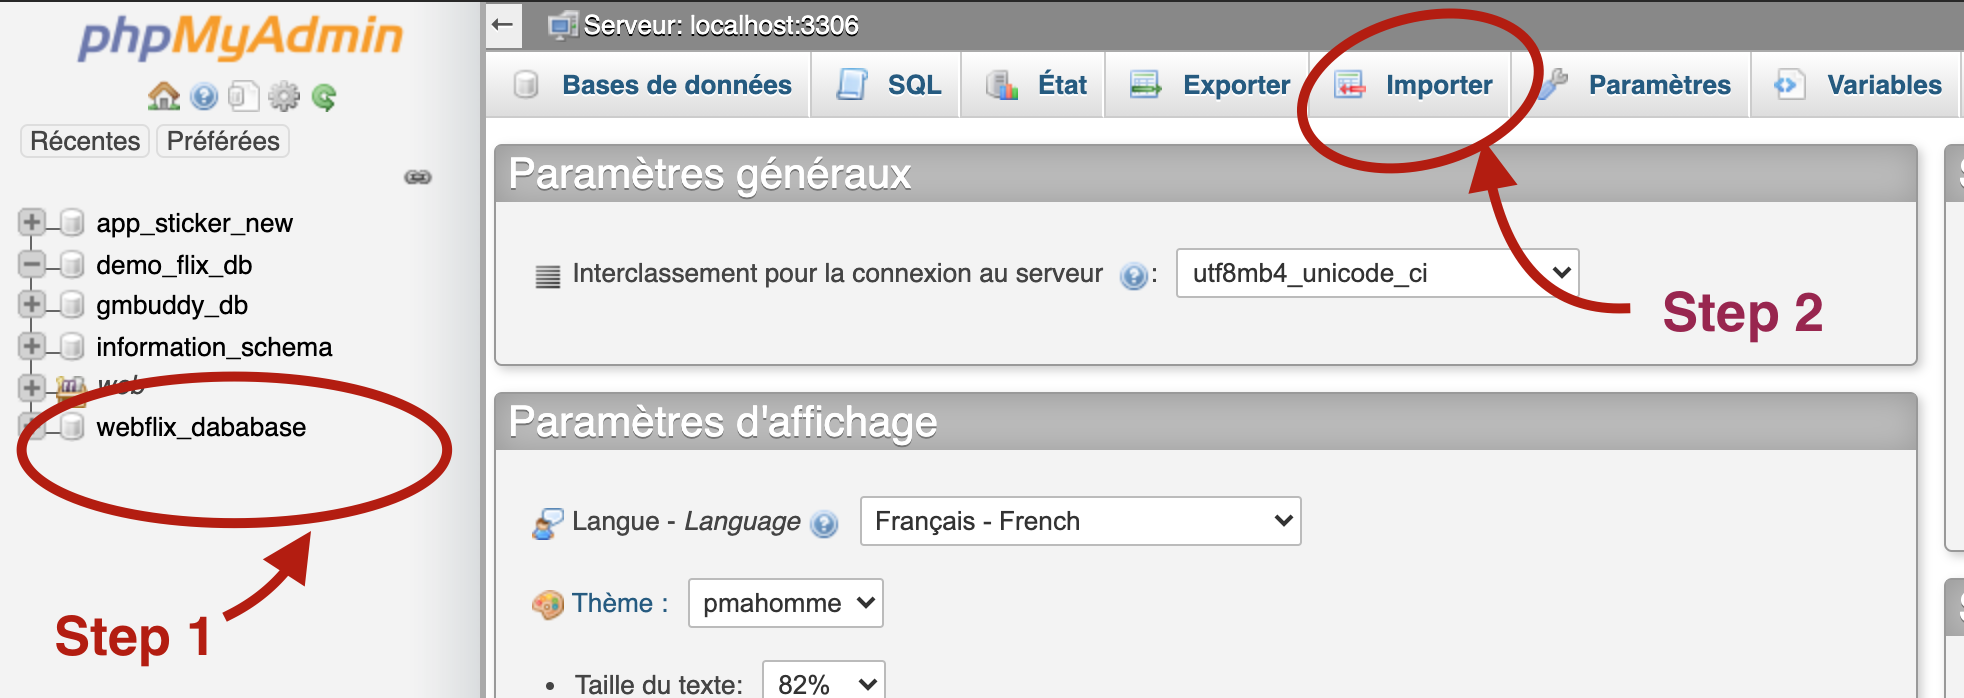 phpMyAdmin
Récentes Préférées
app_sticker_new
demo_flix_db
gmbuddy_db
information_schema
web
webflix_dababase
Step 1
Serveur: localhost:3306
Bases de données SQL État Exporter Importer Paramètres Variables
Paramètres généraux
Interclassement pour la connexion au serveur : utf8mb4_unicode_ci
Step 2
Paramètres d'affichage
Langue - Language Français - French
Thème : pmahomme
• Taille du texte: 82%